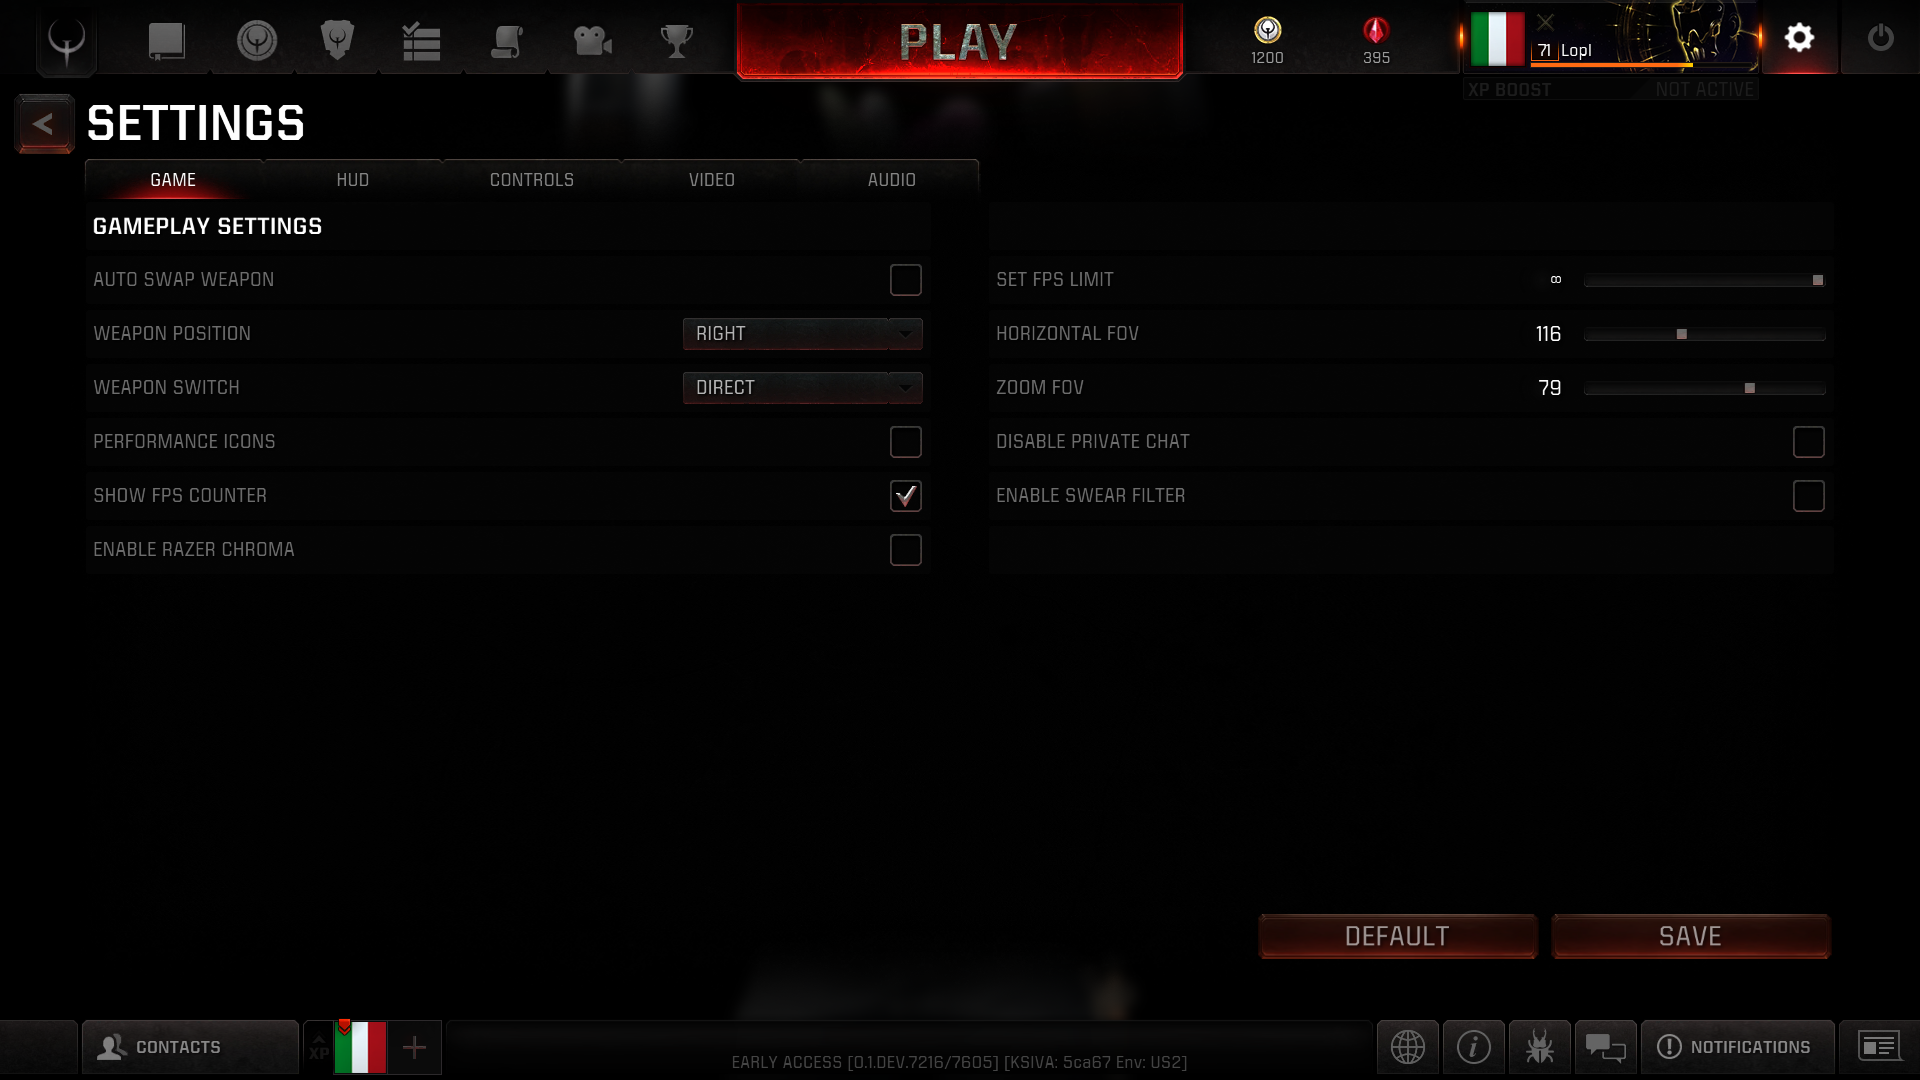 PLAY
1200
395
71 Lopl
XP BOOST NOT ACTIVE
< SETTINGS
GAME HUD CONTROLS VIDEO AUDIO
GAMEPLAY SETTINGS
AUTO SWAP WEAPON
SET FPS LIMIT ∞
WEAPON POSITION RIGHT
HORIZONTAL FOV 116
WEAPON SWITCH DIRECT
ZOOM FOV 79
PERFORMANCE ICONS
DISABLE PRIVATE CHAT
SHOW FPS COUNTER
ENABLE SWEAR FILTER
ENABLE RAZER CHROMA
DEFAULT SAVE
CONTACTS
XP
EARLY ACCESS [0.1.DEV.7216/7605] [KSIVA: 5ca67 Env: US2]
NOTIFICATIONS